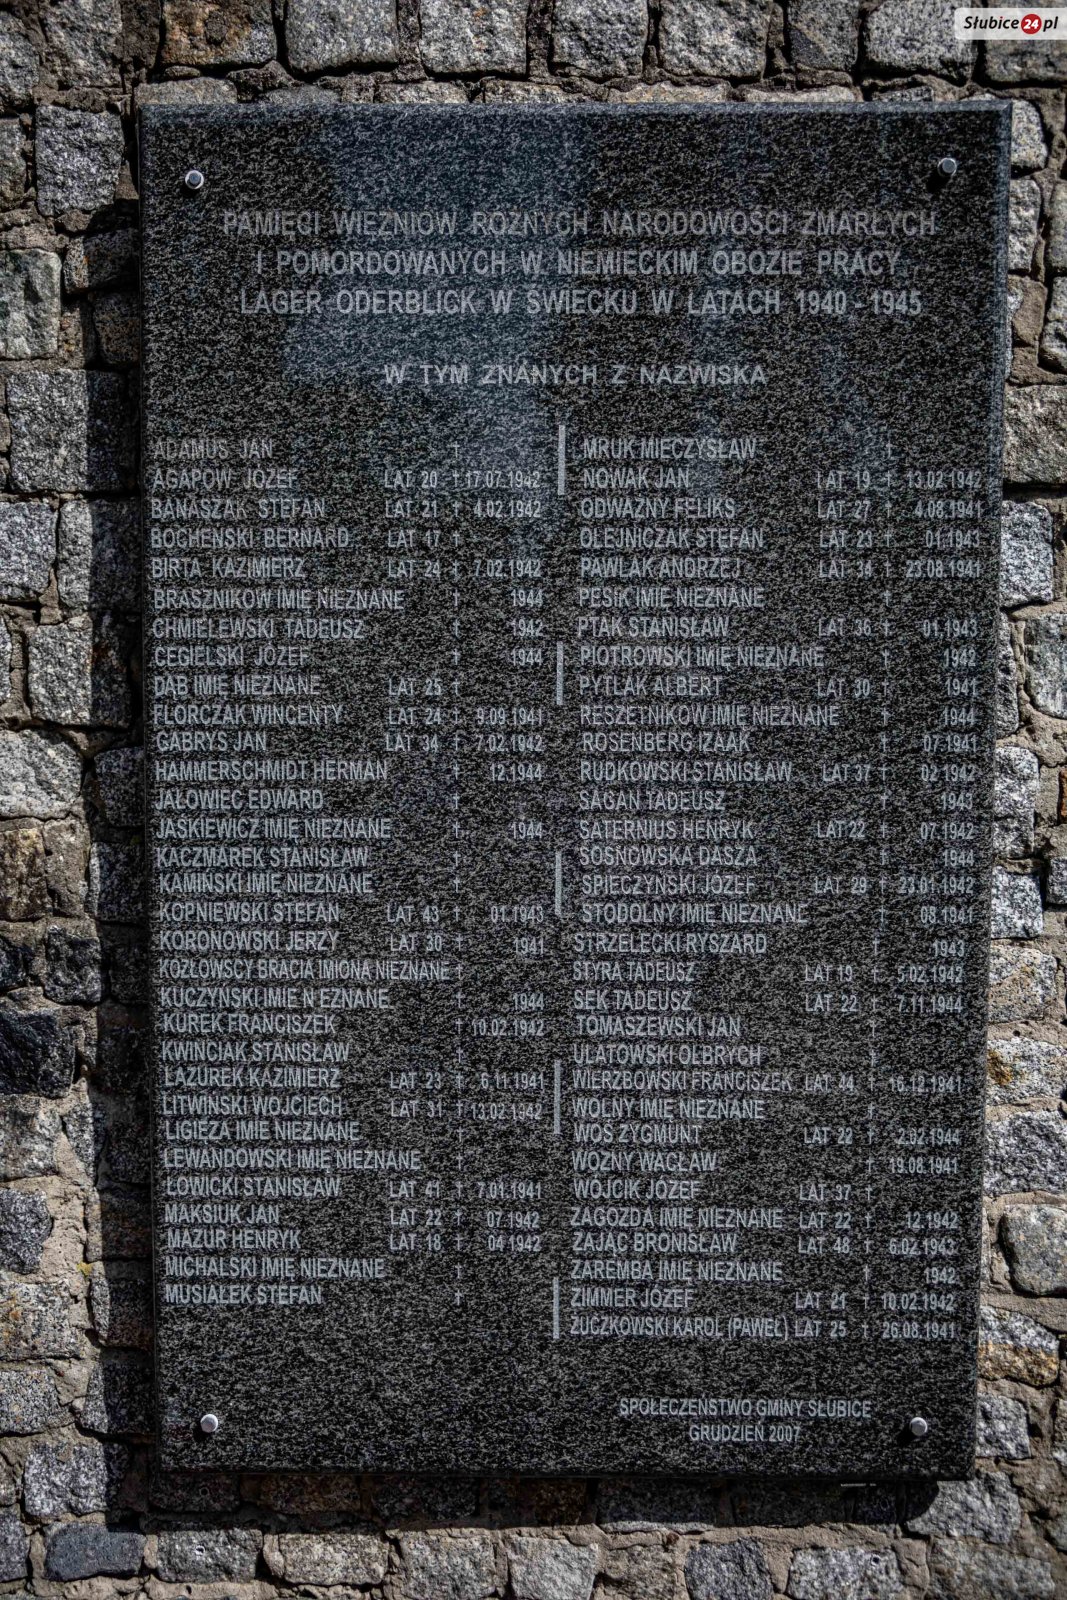 Słubice24.pl
PAMIĘCI WIĘŹNIÓW RÓŻNYCH NARODOWOŚCI ZMARŁYCH
I POMORDOWANYCH W NIEMIECKIM OBOZIE PRACY
LAGER ODERBLICK W ŚWIECKU W LATACH 1940 - 1945
W TYM ZNANYCH Z NAZWISKA
ADAMUS JAN †
AGAPOW JÓZEF LAT 20 † 17.07.1942
BANASZAK STEFAN LAT 21 † 4.02.1942
BOCHEŃSKI BERNARD LAT 17 †
BIRTA KAZIMIERZ LAT 24 † 7.02.1942
BRASZNIKOW IMIĘ NIEZNANE † 1944
CHMIELEWSKI TADEUSZ † 1942
CEGIELSKI JÓZEF † 1944
DĄB IMIĘ NIEZNANE LAT 25 †
FLORCZAK WINCENTY LAT 24 † 9.09.1941
GABRYŚ JAN LAT 34 † 7.02.1942
HAMMERSCHMIDT HERMAN † 12.1944
JAŁOWIEC EDWARD †
JAŚKIEWICZ IMIĘ NIEZNANE † 1944
KACZMAREK STANISŁAW †
KAMIŃSKI IMIĘ NIEZNANE †
KOPNIEWSKI STEFAN LAT 43 † 01.1943
KORONOWSKI JERZY LAT 30 † 1941
KOZŁOWSCY BRACIA IMIONA NIEZNANE †
KUCZYŃSKI IMIĘ N EZNANE † 1944
KUREK FRANCISZEK † 10.02.1942
KWINCIAK STANISŁAW †
ŁAZUREK KAZIMIERZ LAT 23 † 6.11.1941
LITWIŃSKI WOJCIECH LAT 31 † 13.02.1942
LIGIĘZA IMIĘ NIEZNANE †
LEWANDOWSKI IMIĘ NIEZNANE †
ŁOWICKI STANISŁAW LAT 41 † 7.01.1941
MAKSIUK JAN LAT 22 † 07.1942
MAZUR HENRYK LAT 18 † 04.1942
MICHALSKI IMIĘ NIEZNANE †
MUSIAŁEK STEFAN †
MRUK MIECZYSŁAW †
NOWAK JAN LAT 19 † 13.02.1942
ODWAŻNY FELIKS LAT 27 † 4.08.1941
OLEJNICZAK STEFAN LAT 23 † 01.1943
PAWLAK ANDRZEJ LAT 34 † 23.08.1941
PESIK IMIĘ NIEZNANE †
PTAK STANISŁAW LAT 36 † 01.1943
PIOTROWSKI IMIĘ NIEZNANE † 1942
PYTLAK ALBERT LAT 30 † 1941
RESZETNIKOW IMIĘ NIEZNANE † 1944
ROSENBERG IZAAK † 07.1941
RUDKOWSKI STANISŁAW LAT 37 † 02.1942
SAGAN TADEUSZ † 1943
SATERNIUS HENRYK LAT 22 † 07.1942
SOSNOWSKA DASZA † 1944
ŚPIECZYŃSKI JÓZEF LAT 29 † 23.01.1942
STODOLNY IMIĘ NIEZNANE † 08.1941
STRZELECKI RYSZARD † 1943
STYRA TADEUSZ LAT 19 † 5.02.1942
SĘK TADEUSZ LAT 22 † 7.11.1944
TOMASZEWSKI JAN †
ULATOWSKI OLBRYCH †
WIERZBOWSKI FRANCISZEK LAT 44 † 16.12.1941
WOLNY IMIĘ NIEZNANE †
WOŚ ZYGMUNT LAT 22 † 2.02.1944
WOŹNY WACŁAW † 19.08.1941
WÓJCIK JÓZEF LAT 37 †
ZAGOZDA IMIĘ NIEZNANE LAT 22 † 12.1942
ZAJĄC BRONISŁAW LAT 48 † 6.02.1943
ZAREMBA IMIĘ NIEZNANE † 1942
ZIMMER JÓZEF LAT 21 † 10.02.1942
ŻUCZKOWSKI KAROL (PAWEŁ) LAT 25 † 26.08.1941
SPOŁECZEŃSTWO GMINY SŁUBICE
GRUDZIEŃ 2007